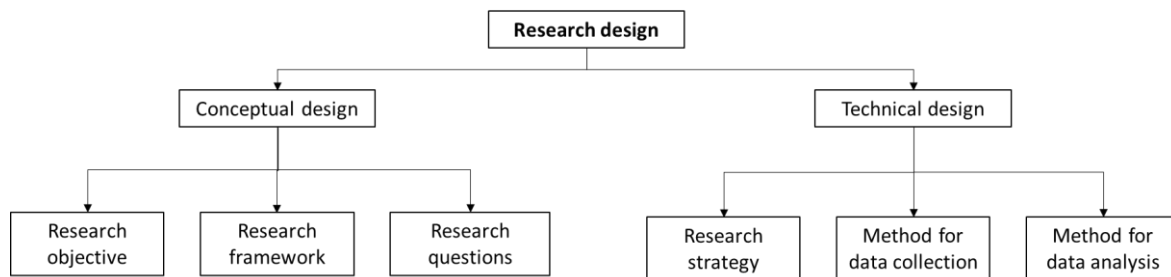 Research design
Conceptual design
Technical design
Research
objective
Research
framework
Research
questions
Research
strategy
Method for
data collection
Method for
data analysis